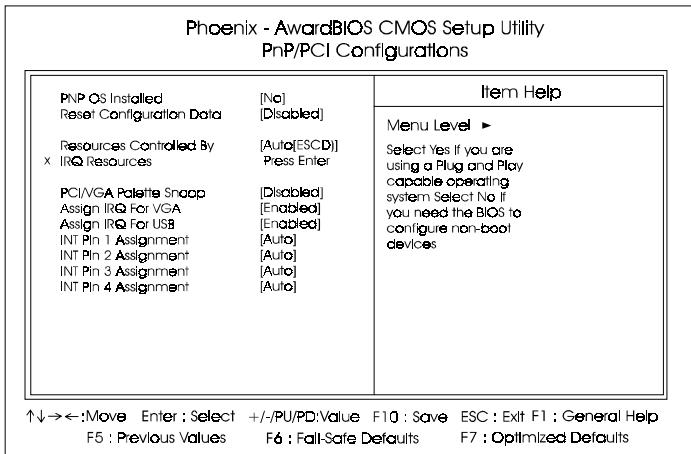 Phoenix - AwardBIOS CMOS Setup Utility
PnP/PCI Configurations
PNP OS Installed [No]
Reset Configuration Data [Disabled]
Resources Controlled By [Auto[ESCD)]
x IRQ Resources Press Enter
PCI/VGA Palette Snoop [Disabled]
Assign IRQ For VGA [Enabled]
Assign IRQ For USB [Enabled]
INT Pin 1 Assignment [Auto]
INT Pin 2 Assignment [Auto]
INT Pin 3 Assignment [Auto]
INT Pin 4 Assignment [Auto]
Item Help
Menu Level ►
Select Yes if you are
using a Plug and Play
capable operating
system Select No if
you need the BIOS to
configure non-boot
devices
↑↓→←:Move Enter : Select +/-/PU/PD:Value F10 : Save ESC : Exit F1 : General Help
F5 : Previous Values F6 : Fail-Safe Defaults F7 : Optimized Defaults